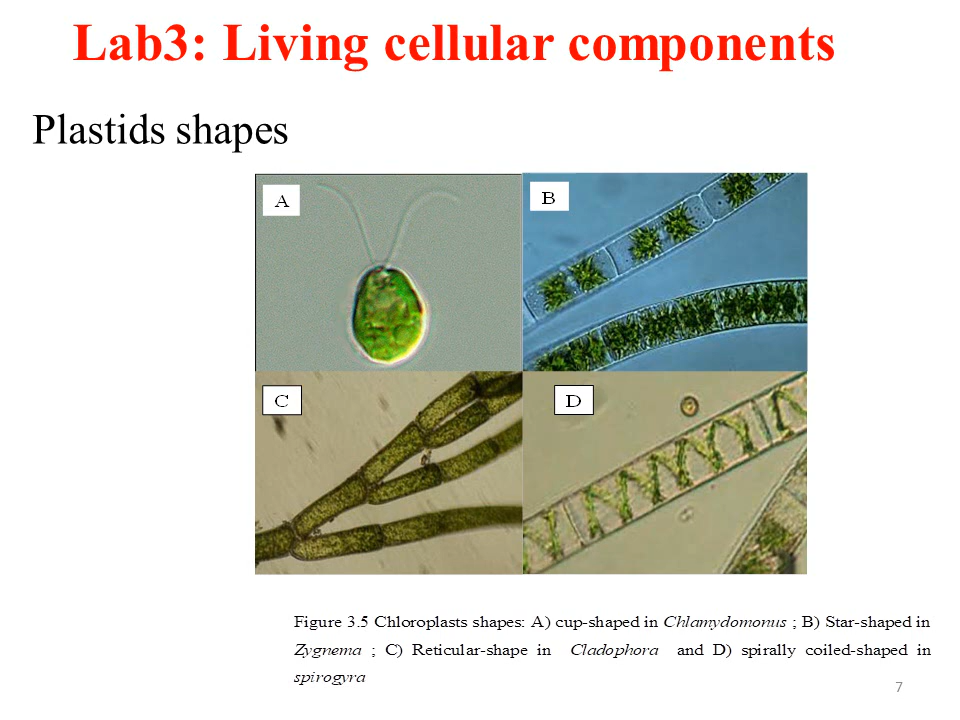 Lab3: Living cellular components
Plastids shapes
A
B
C
D
Figure 3.5 Chloroplasts shapes: A) cup-shaped in Chlamydomonus ; B) Star-shaped in
Zygnema ; C) Reticular-shape in Cladophora and D) spirally coiled-shaped in
spirogyra
7